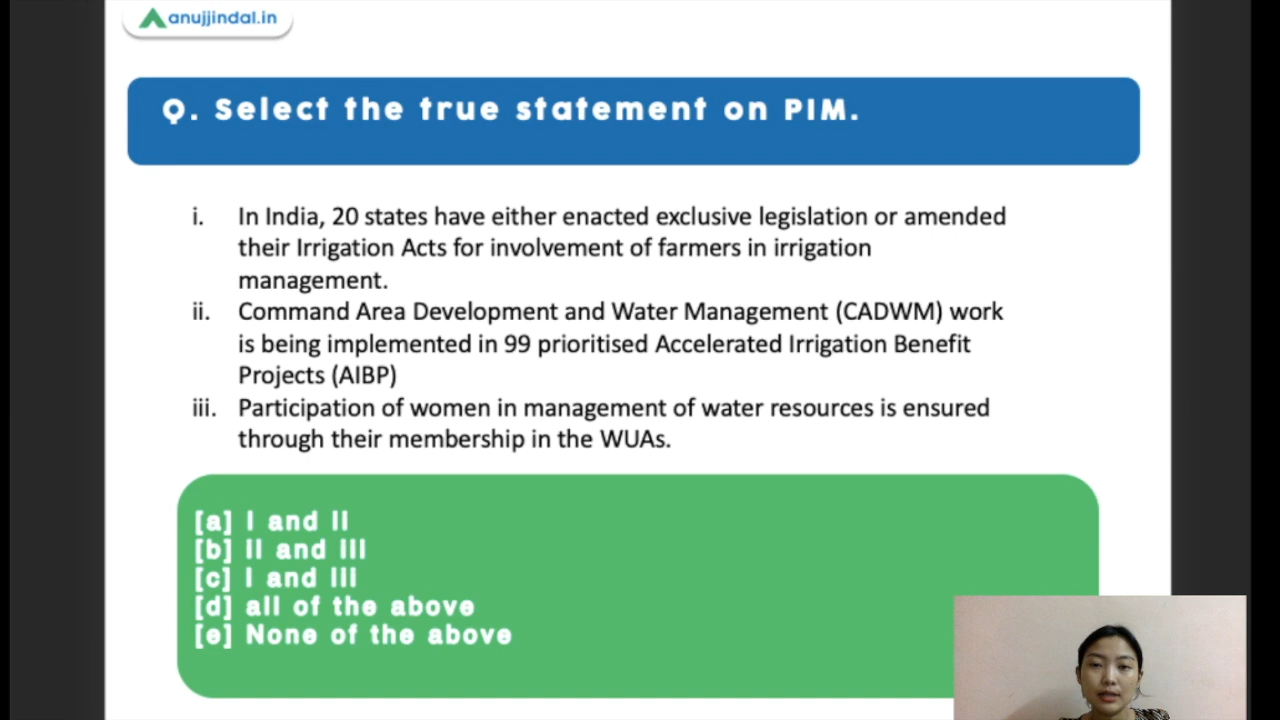 anujjindal.in
Q. Select the true statement on PIM.
i. In India, 20 states have either enacted exclusive legislation or amended
their Irrigation Acts for involvement of farmers in irrigation
management.
ii. Command Area Development and Water Management (CADWM) work
is being implemented in 99 prioritised Accelerated Irrigation Benefit
Projects (AIBP)
iii. Participation of women in management of water resources is ensured
through their membership in the WUAs.
[a] I and II
[b] II and III
[c] I and III
[d] all of the above
[e] None of the above